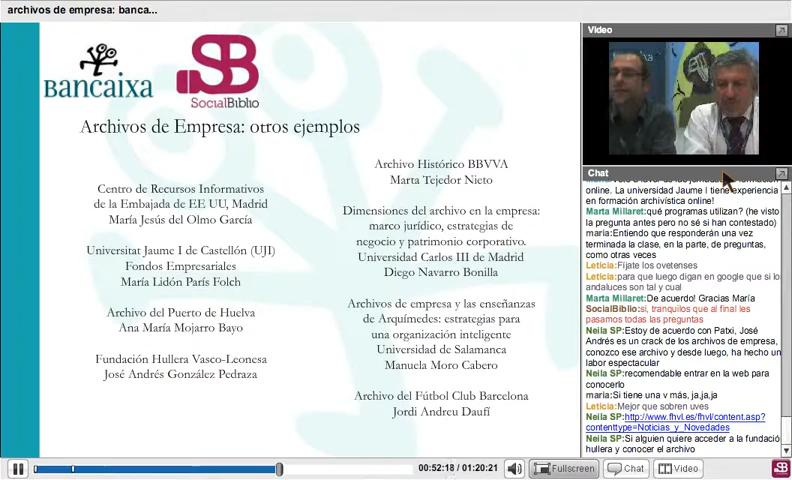 archivos de empresa: banca...
Bancaixa
SB
SocialBiblio
Archivos de Empresa: otros ejemplos
Centro de Recursos Informativos
de la Embajada de EE UU, Madrid
María Jesús del Olmo García
Universitat Jaume I de Castellón (UJI)
Fondos Empresariales
María Lidón París Folch
Archivo del Puerto de Huelva
Ana María Mojarro Bayo
Fundación Hullera Vasco-Leonesa
José Andrés González Pedraza
Archivo Histórico BBVVA
Marta Tejedor Nieto
Dimensiones del archivo en la empresa:
marco jurídico, estrategias de
negocio y patrimonio corporativo.
Universidad Carlos III de Madrid
Diego Navarro Bonilla
Archivos de empresa y las enseñanzas
de Arquímedes: estrategias para
una organización inteligente
Universidad de Salamanca
Manuela Moro Cabero
Archivo del Fútbol Club Barcelona
Jordi Andreu Daufí
Video
Chat
online. La universidad Jaume I tiene experiencia
en formación archivística online!
Marta Millaret:qué programas utilizan? (he visto
la pregunta antes pero no sé si han contestado)
maria:Entiendo que responderán una vez
terminada la clase, en la parte, de preguntas,
como otras veces
Leticia:Fíjate los ovetenses
Leticia:para que luego digan en google que si los
andaluces son tal y cual
Marta Millaret:De acuerdo! Gracias María
SocialBiblio:si, tranquilos que al final les
pasamos todas las preguntas
Neila SP:Estoy de acuerdo con Patxi, José
Andrés es un crack de los archivos de empresa,
conozco ese archivo y desde luego, ha hecho un
labor espectacular
Neila SP:recomendable entrar en la web para
conocerlo
maria:Si tiene una v más, ja,ja,ja
Leticia:Mejor que sobren uves
Neila SP:http://www.fhvl.es/fhvl/content.asp?
contenttype=Noticias_y_Novedades
Neila SP:Si alguien quiere acceder a la fundació
hullera y conocer el archivo
00:52:18 / 01:20:21
Fullscreen
Chat
Video
SB